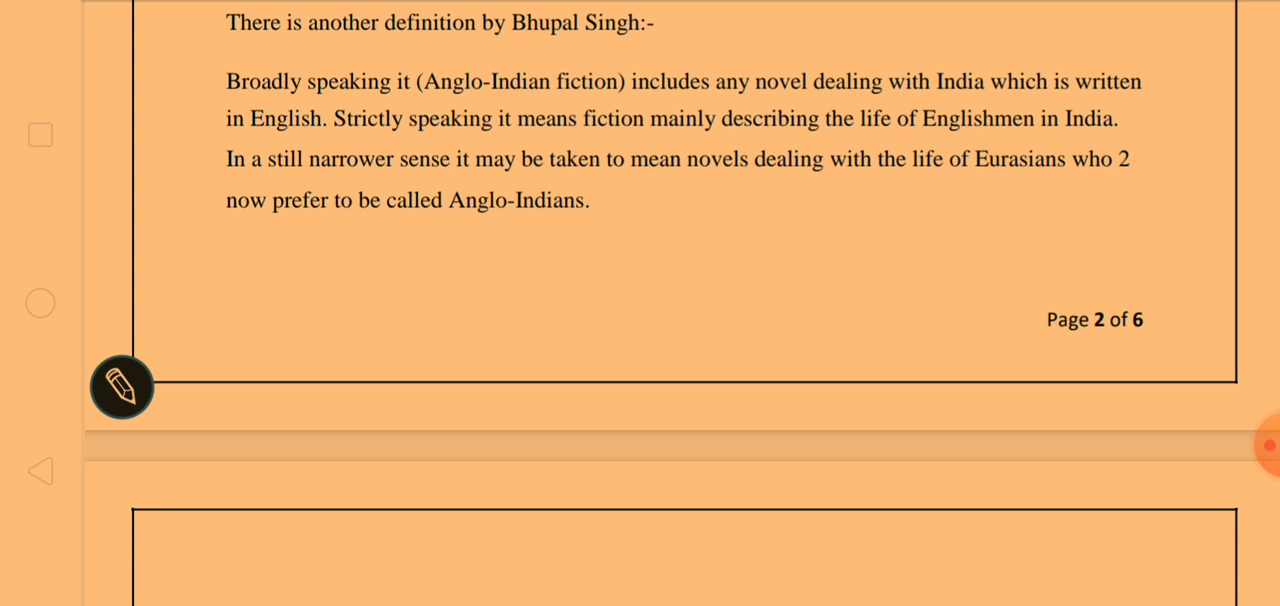 There is another definition by Bhupal Singh:-
Broadly speaking it (Anglo-Indian fiction) includes any novel dealing with India which is written
in English. Strictly speaking it means fiction mainly describing the life of Englishmen in India.
In a still narrower sense it may be taken to mean novels dealing with the life of Eurasians who 2
now prefer to be called Anglo-Indians.
Page 2 of 6